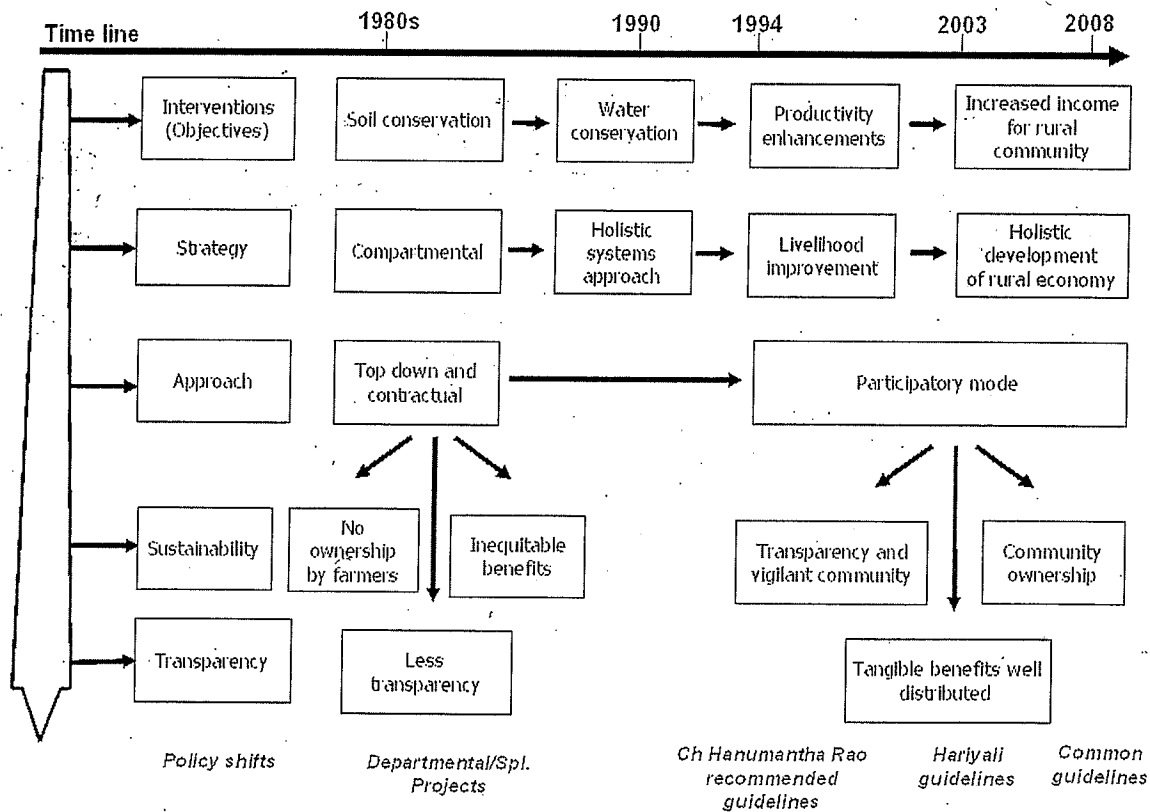 Time line
1980s
1990
1994
2003
2008
Interventions
(Objectives)
Soil conservation
Water
conservation
Productivity
enhancements
Increased income
for rural
community
Strategy
Compartmental
Holistic
systems
approach
Livelihood
improvement
Holistic
development
of rural economy
Approach
Top down and
contractual
Participatory mode
Sustainability
No
ownership
by farmers
Inequitable
benefits
Transparency and
vigilant community
Community
ownership
Transparency
Less
transparency
Tangible benefits well
distributed
Policy shifts
Departmental/Spl.
Projects
Ch Hanumantha Rao
recommended
guidelines
Hariyali
guidelines
Common
guidelines